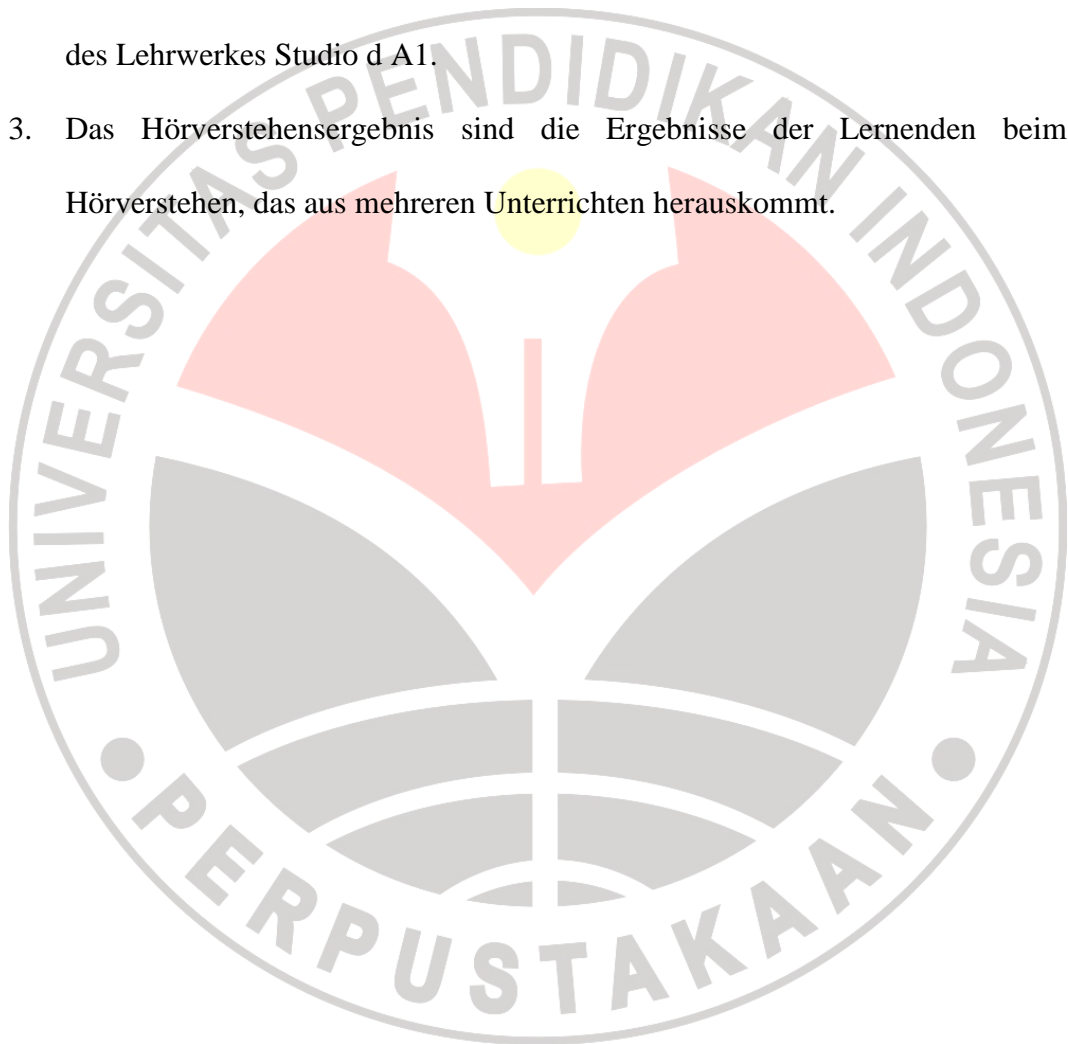 des Lehrwerkes Studio d A1.
3. Das Hörverstehensergebnis sind die Ergebnisse der Lernenden beim
Hörverstehen, das aus mehreren Unterrichten herauskommt.
UNIVERSITAS PENDIDIKAN INDONESIA
PERPUSTAKAAN